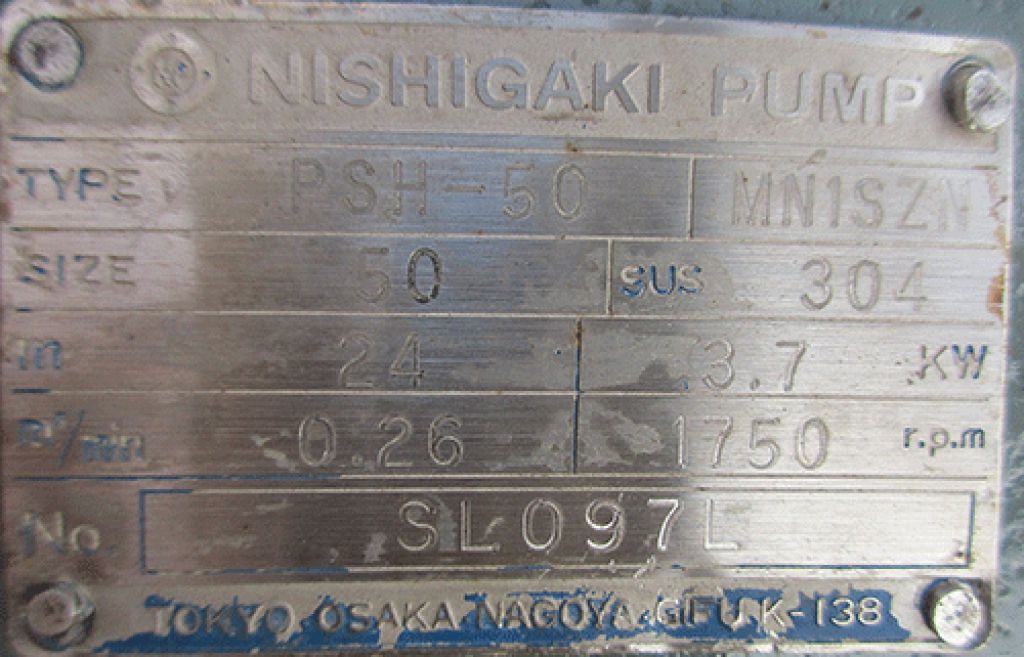 NISHIGAKI PUMP
TYPE PSH-50 MN1SZN
SIZE 50 SUS 304
m 24 3.7 KW
m³/min 0.26 1750 r.p.m
No. SL097L
TOKYO.OSAKA.NAGOYA.GIFU.K-138